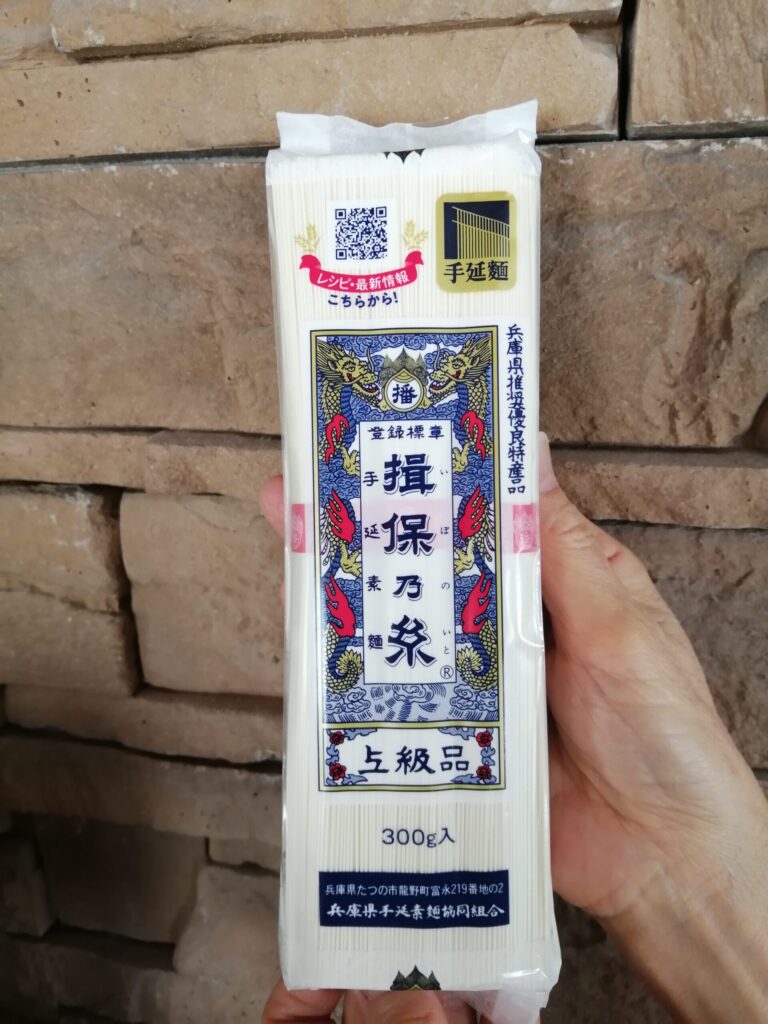 レシピ・最新情報
こちらから!
手延麵
兵庫県推奨優良特産品
播
登録標章
手延素麵
揖保乃糸
いぼのいと
®
上級品
300g入
兵庫県たつの市龍野町富永219番地の2
兵庫県手延素麵協同組合